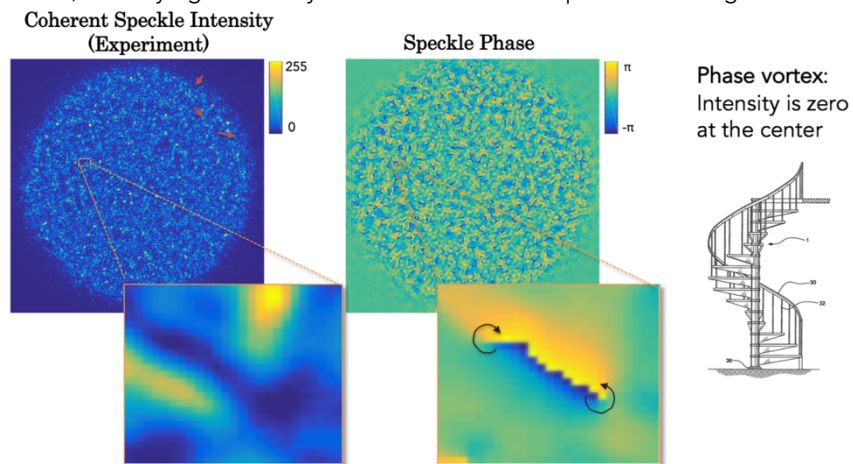 Coherent Speckle Intensity
(Experiment)
Speckle Phase
255
0
π
-π
Phase vortex:
Intensity is zero
at the center
1
30
32